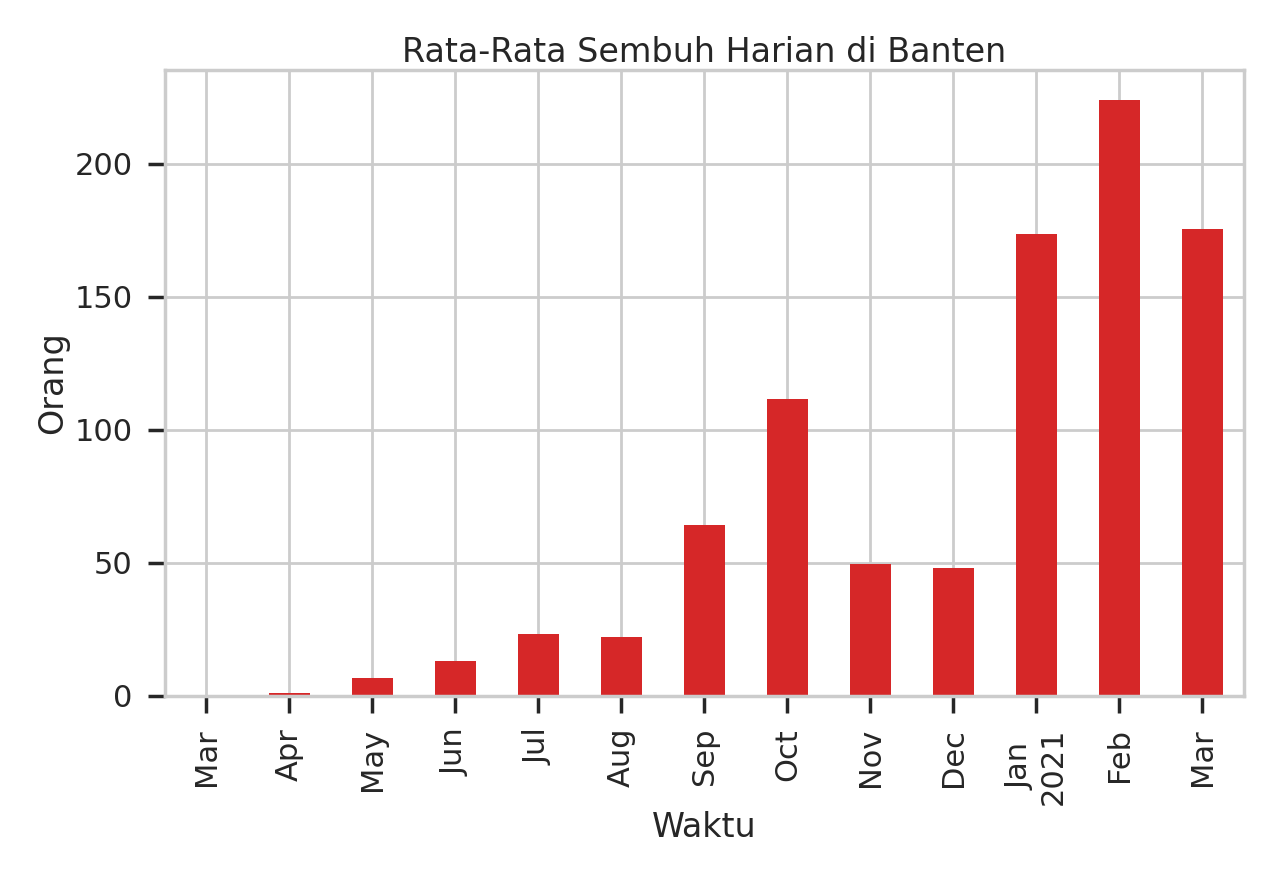 Rata-Rata Sembuh Harian di Banten
Orang
200
150
100
50
0
Mar
Apr
May
Jun
Jul
Aug
Sep
Oct
Nov
Dec
Jan
2021
Feb
Mar
Waktu